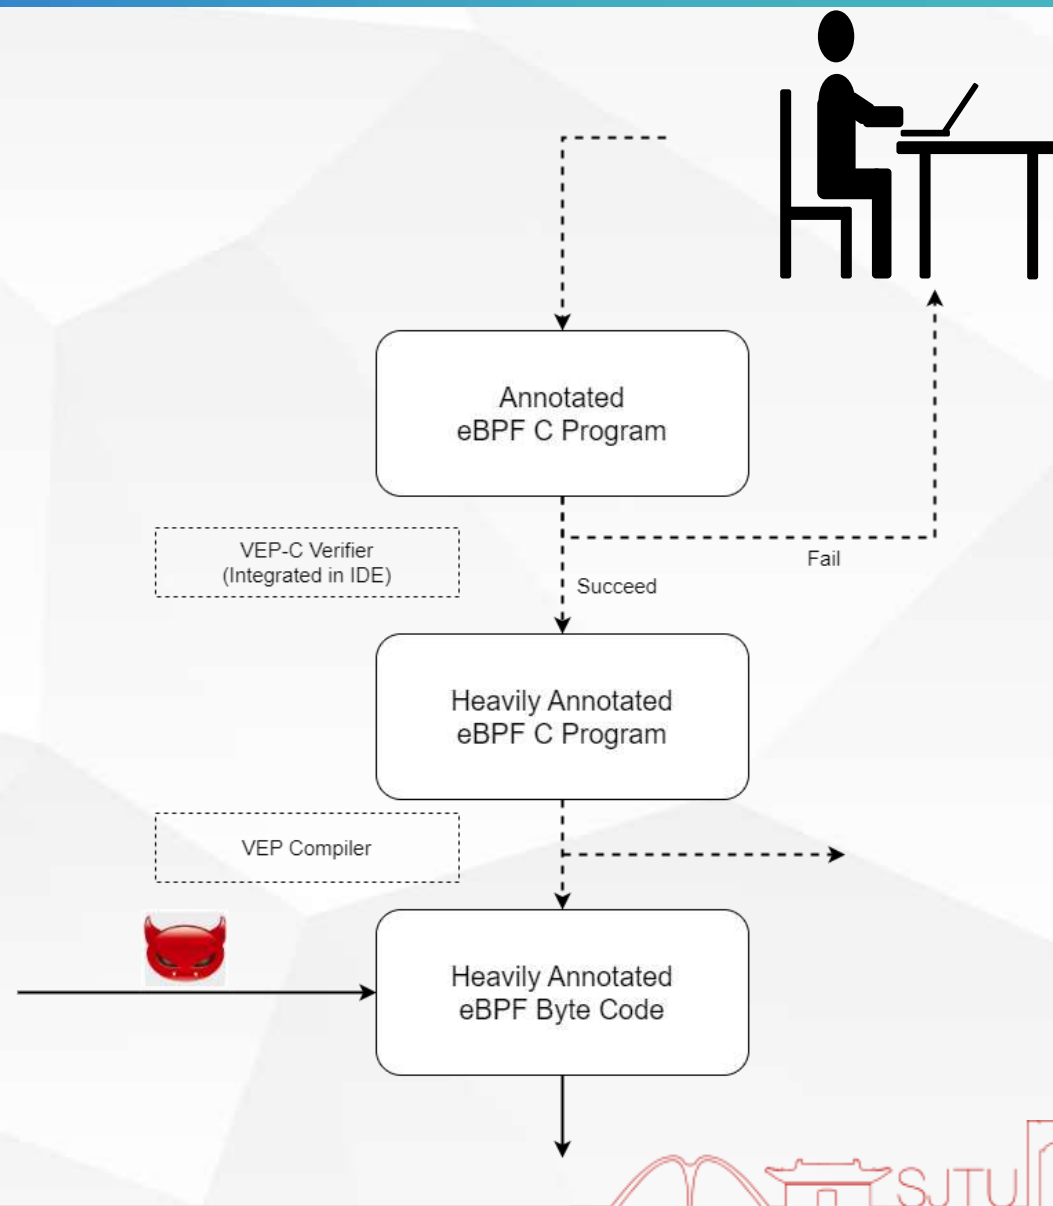 Annotated
eBPF C Program
VEP-C Verifier
(Integrated in IDE)
Fail
Succeed
Heavily Annotated
eBPF C Program
VEP Compiler
Heavily Annotated
eBPF Byte Code
SJTU